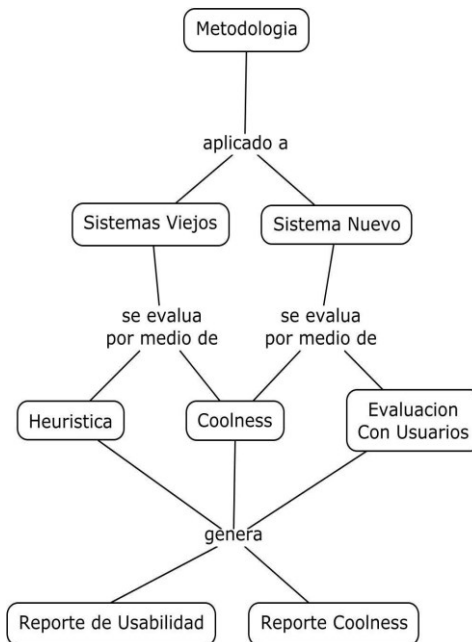 Metodologia
aplicado a
Sistemas Viejos
Sistema Nuevo
se evalua
por medio de
se evalua
por medio de
Heuristica
Coolness
Evaluacion
Con Usuarios
genera
Reporte de Usabilidad
Reporte Coolness